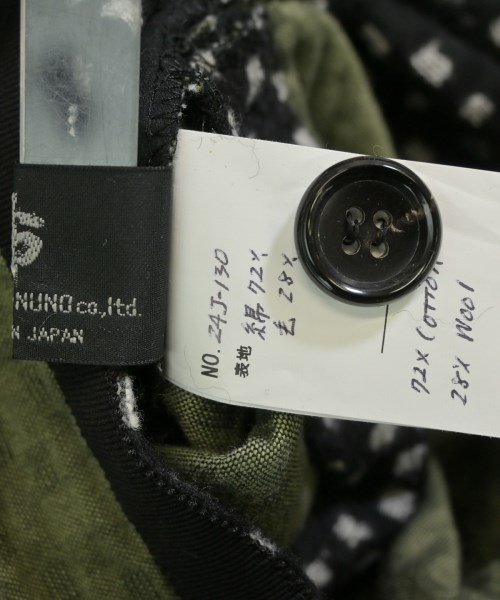 NUNO co.,ltd.
N JAPAN
NO. 24J-130
表地 綿 72%
毛 28%
72% COTTON
28% WOOL